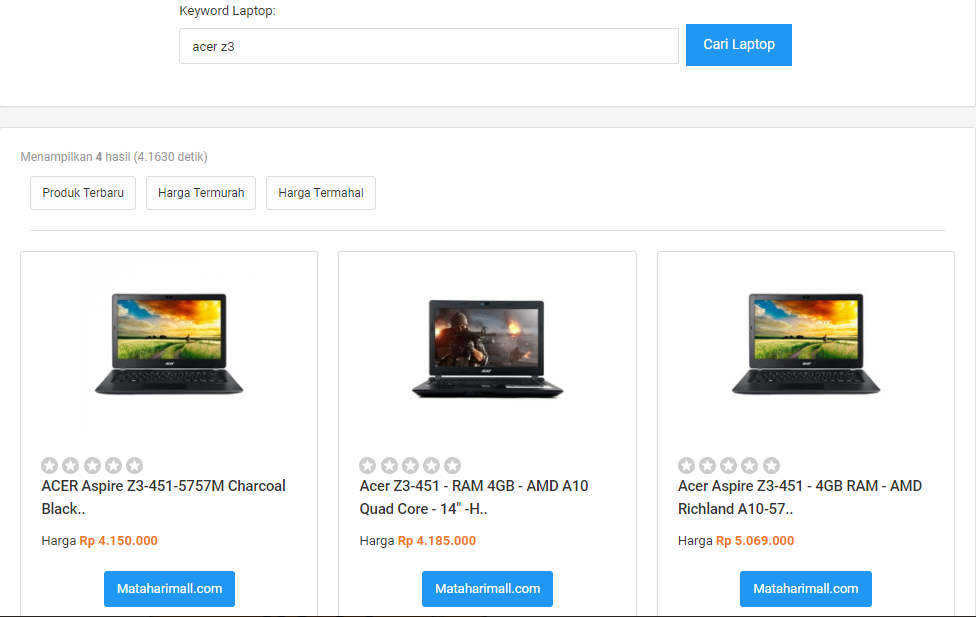 Keyword Laptop:
acer z3
Cari Laptop
Menampilkan 4 hasil (4.1630 detik)
Produk Terbaru
Harga Termurah
Harga Termahal
ACER Aspire Z3-451-5757M Charcoal
Black..
Harga Rp 4.150.000
Mataharimall.com
Acer Z3-451 - RAM 4GB - AMD A10
Quad Core - 14" -H..
Harga Rp 4.185.000
Mataharimall.com
Acer Aspire Z3-451 - 4GB RAM - AMD
Richland A10-57..
Harga Rp 5.069.000
Mataharimall.com